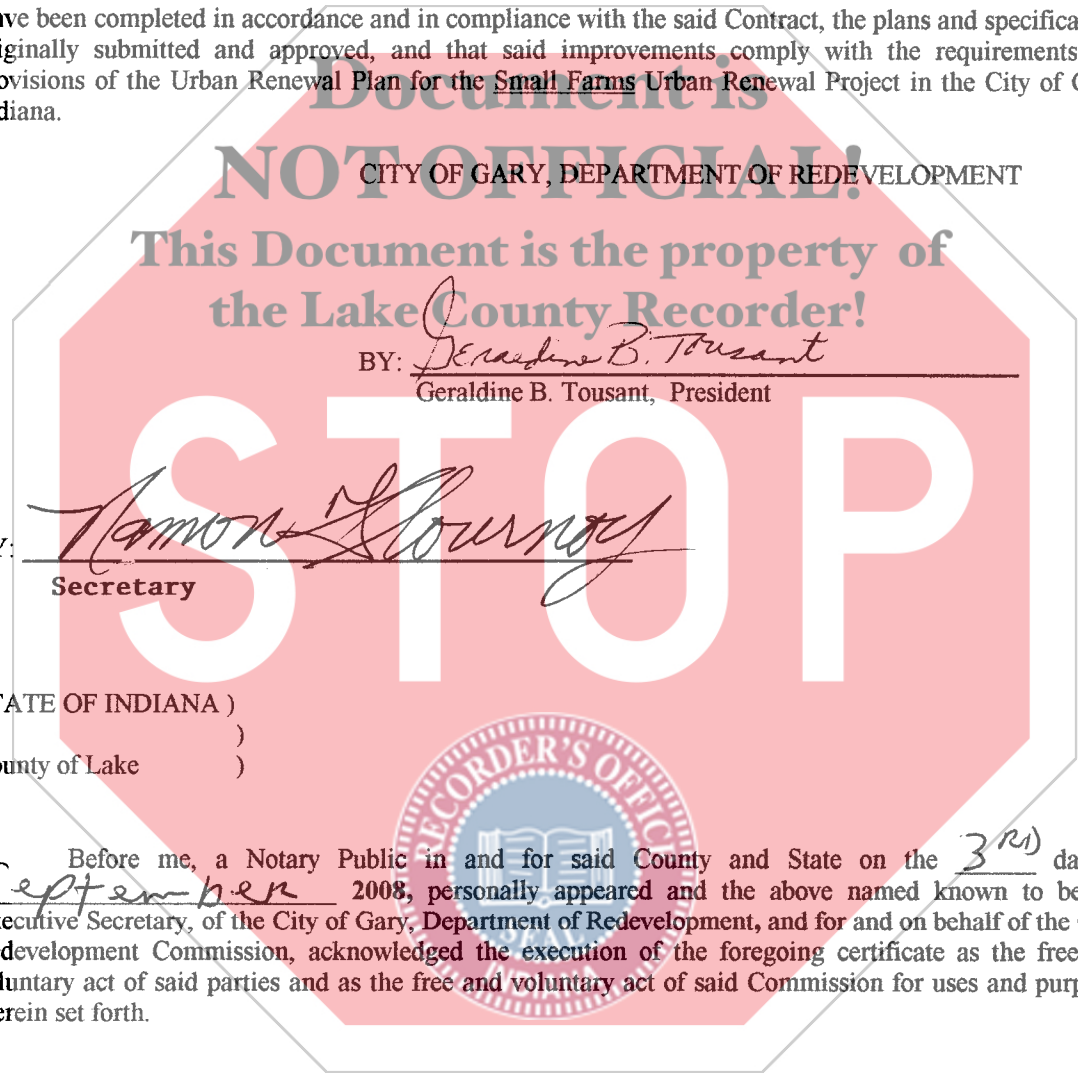 ve been completed in accordance and in compliance with the said Contract, the plans and specifica
iginally submitted and approved, and that said improvements comply with the requirements
ovisions of the Urban Renewal Plan for the Small Farms Urban Renewal Project in the City of
diana.
Document is
NOT OFFICIAL!
CITY OF GARY, DEPARTMENT OF REDEVELOPMENT
This Document is the property of
the Lake County Recorder!
BY: Geraldine B. Tousant
Geraldine B. Tousant, President
STOP
Y: Namon Flournoy
Secretary
TATE OF INDIANA )
)
ounty of Lake )
RECORDER'S OFFICE
SEAL
INDIANA
Before me, a Notary Public in and for said County and State on the 3RD da
September 2008, personally appeared and the above named known to be
xecutive Secretary, of the City of Gary, Department of Redevelopment, and for and on behalf of the
development Commission, acknowledged the execution of the foregoing certificate as the free
luntary act of said parties and as the free and voluntary act of said Commission for uses and purp
erein set forth.